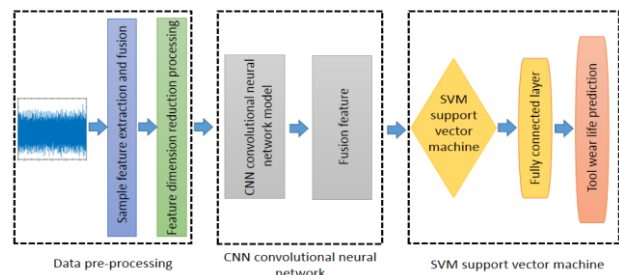 Sample feature extraction and fusion
Feature dimension reduction processing
CNN convolutional neural
network model
Fusion feature
SVM
support
vector
machine
Fully connected layer
Tool wear life prediction
Data pre-processing
CNN convolutional neural
network
SVM support vector machine